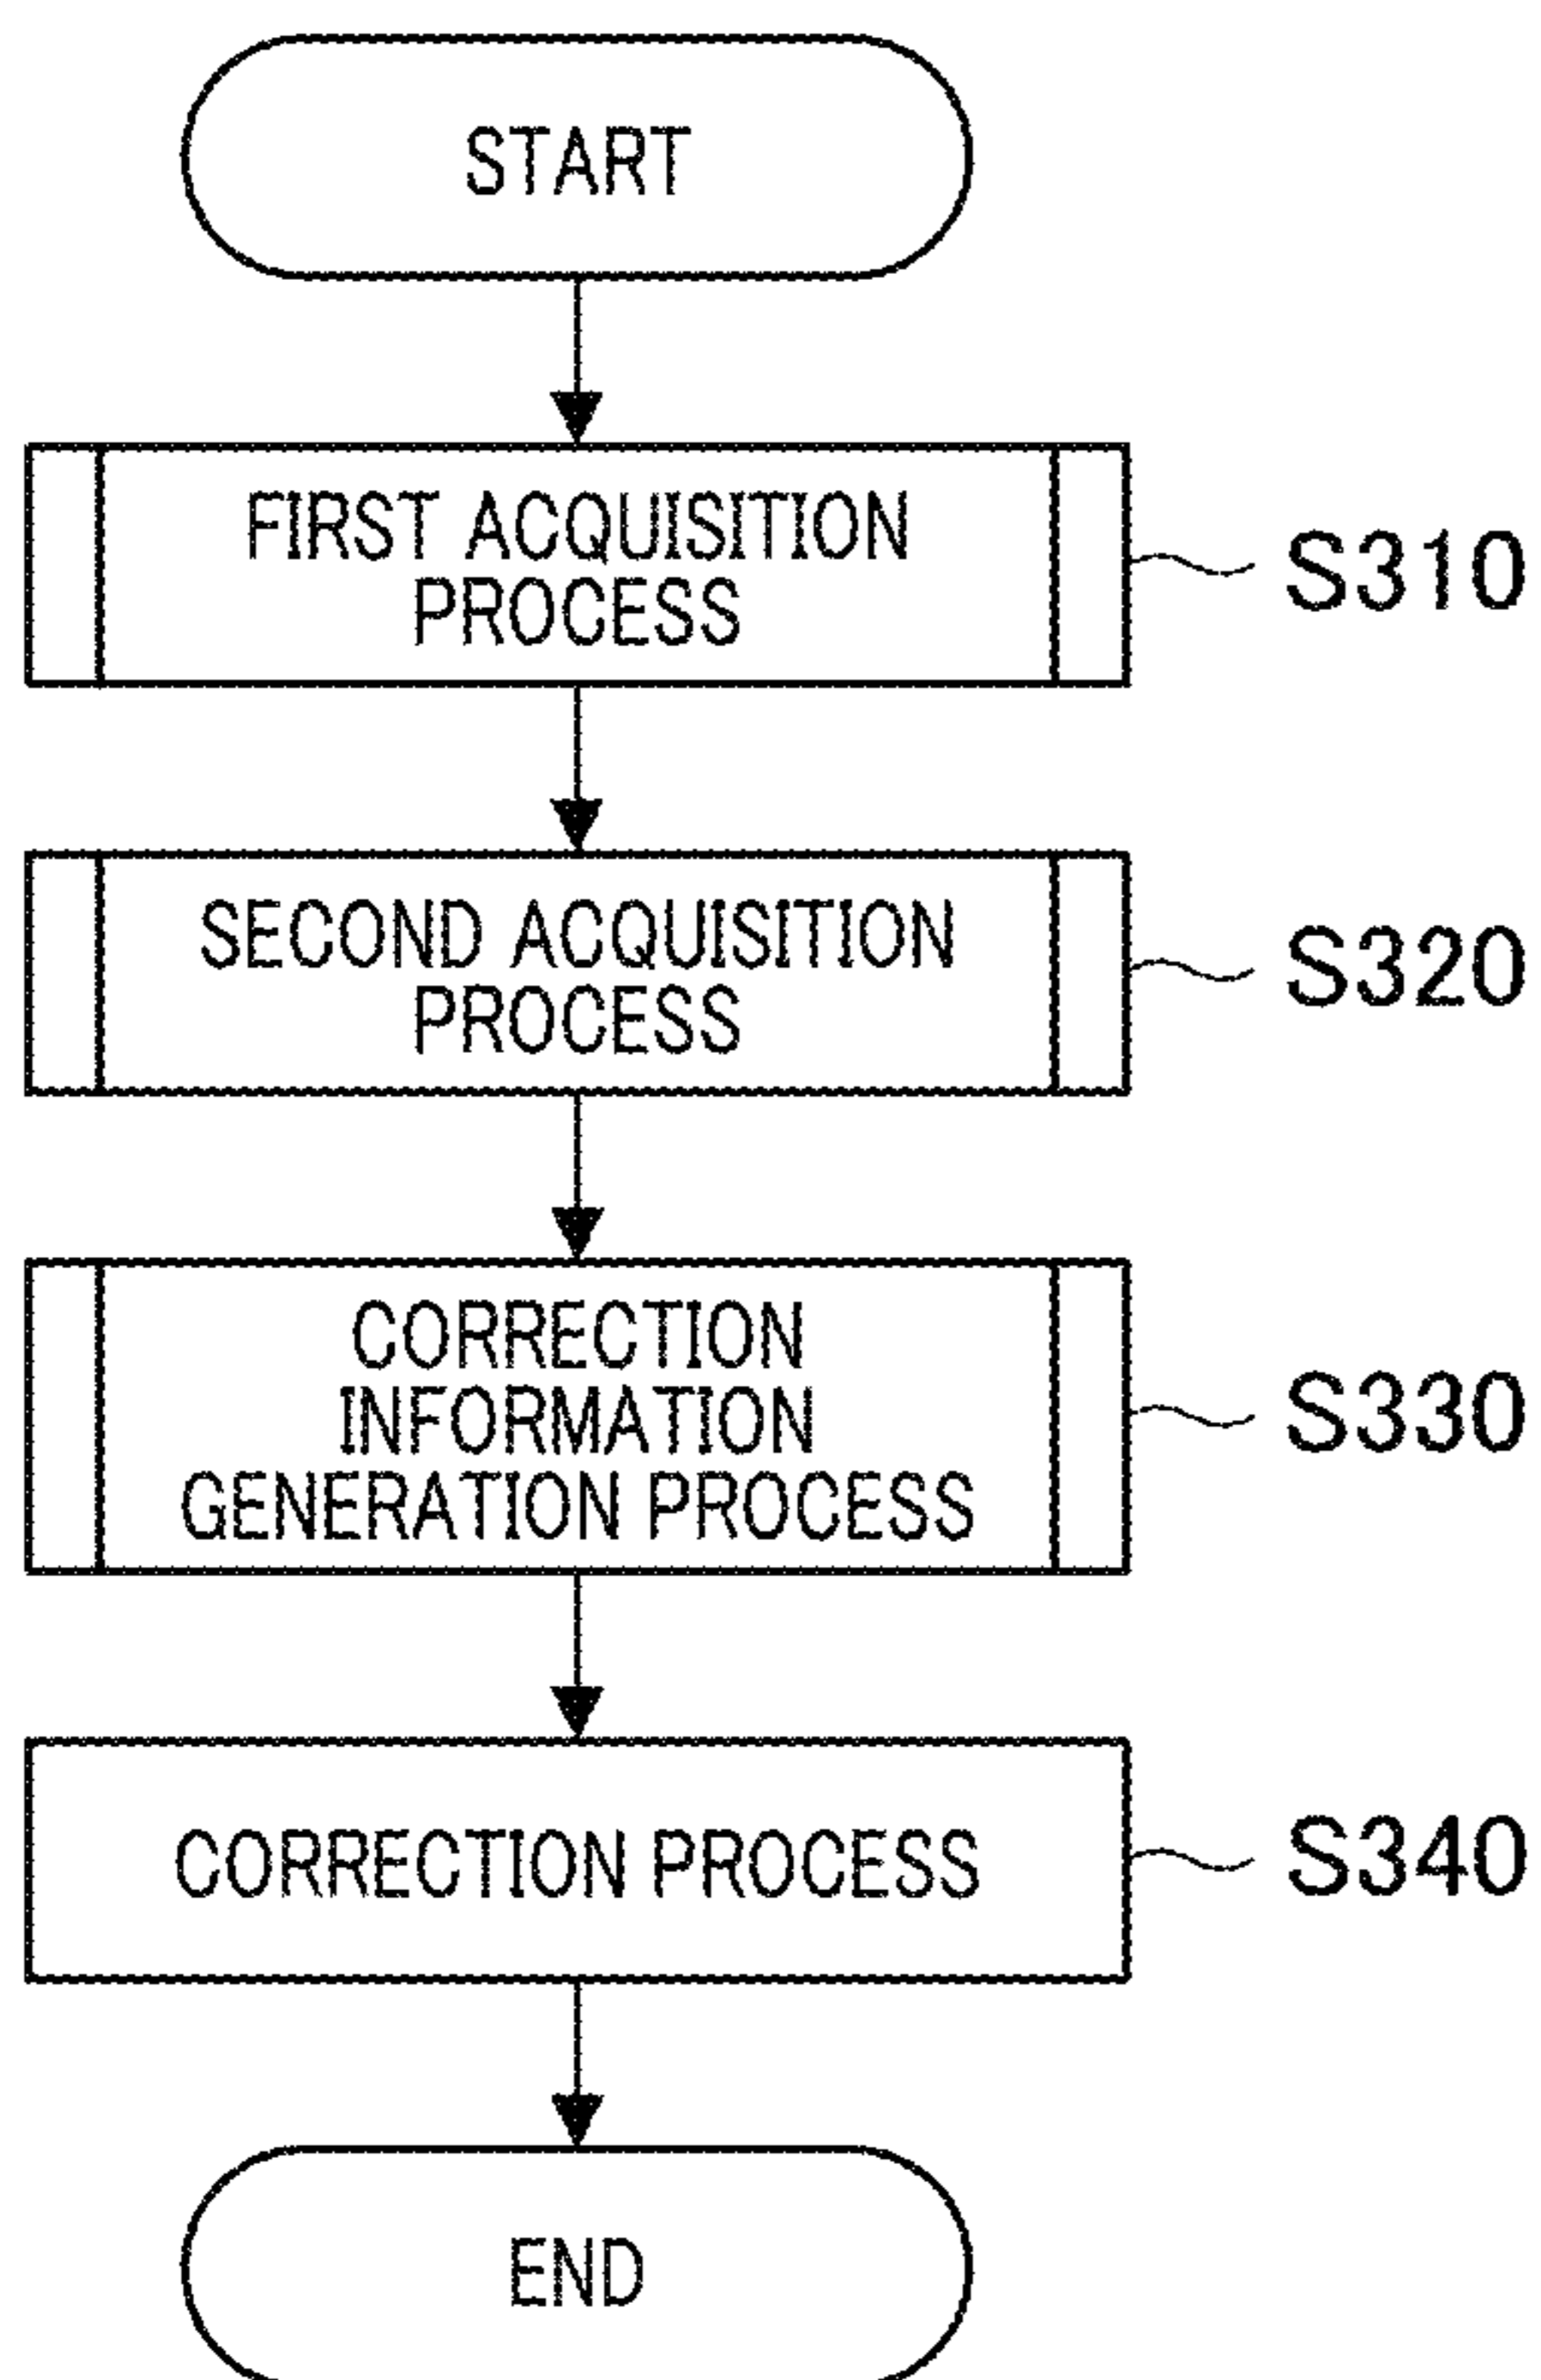 START
FIRST ACQUISITION
PROCESS
S310
SECOND ACQUISITION
PROCESS
S320
CORRECTION
INFORMATION
GENERATION PROCESS
S330
CORRECTION PROCESS
S340
END